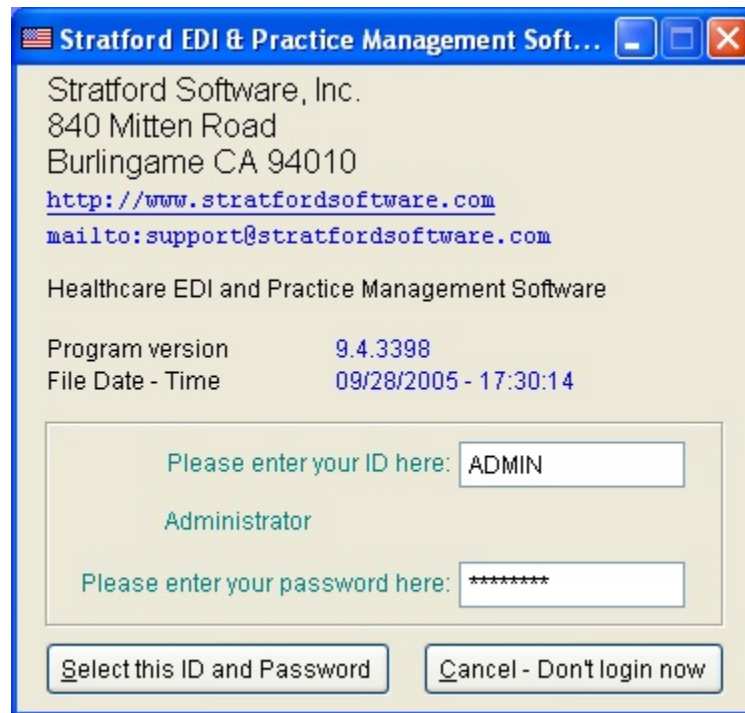 Stratford EDI & Practice Management Soft...
Stratford Software, Inc.
840 Mitten Road
Burlingame CA 94010
http://www.stratfordsoftware.com
mailto:support@stratfordsoftware.com
Healthcare EDI and Practice Management Software
Program version 9.4.3398
File Date - Time 09/28/2005 - 17:30:14
Please enter your ID here: ADMIN
Administrator
Please enter your password here: ********
Select this ID and Password Cancel - Don't login now